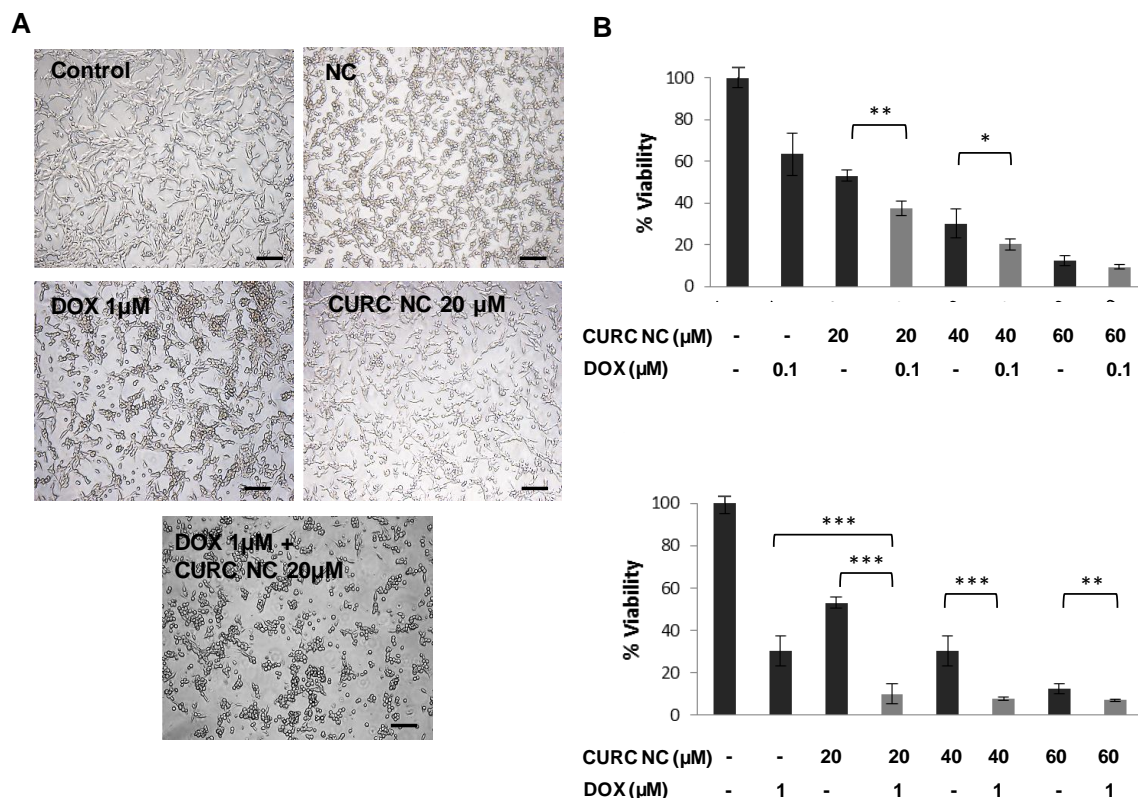 A
Control
NC
DOX 1µM
CURC NC 20 µM
DOX 1µM +
CURC NC 20µM
B
% Viability
100
80
60
40
20
0
**
*
CURC NC (µM) - - 20 20 40 40 60 60
DOX (µM) - 0.1 - 0.1 - 0.1 - 0.1
% Viability
100
80
60
40
20
0
***
***
***
**
CURC NC (µM) - - 20 20 40 40 60 60
DOX (µM) - 1 - 1 - 1 - 1